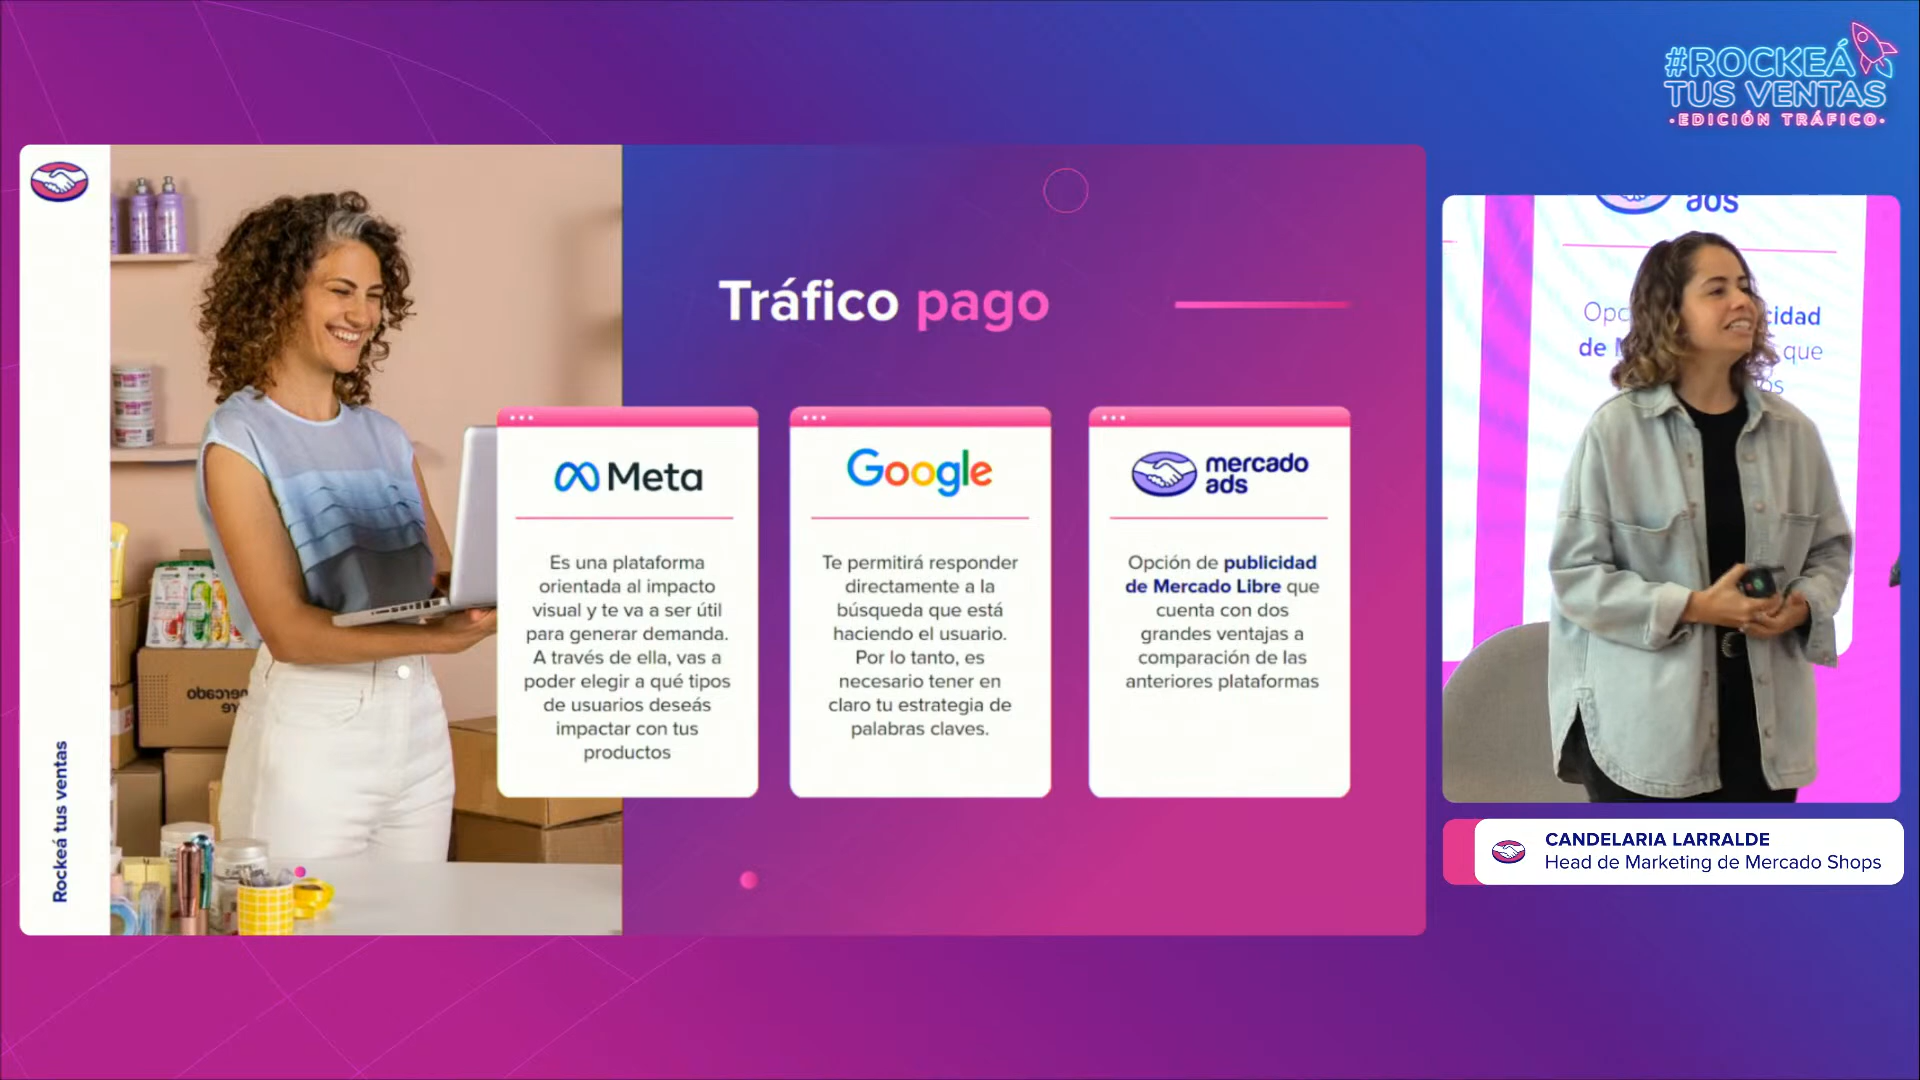 #ROCKEÁ
TUS VENTAS
•EDICIÓN TRÁFICO•
Rockeá tus ventas
Tráfico pago
Meta
Es una plataforma
orientada al impacto
visual y te va a ser útil
para generar demanda.
A través de ella, vas a
poder elegir a qué tipos
de usuarios deseás
impactar con tus
productos
Google
Te permitirá responder
directamente a la
búsqueda que está
haciendo el usuario.
Por lo tanto, es
necesario tener en
claro tu estrategia de
palabras claves.
mercado
ads
Opción de publicidad
de Mercado Libre que
cuenta con dos
grandes ventajas a
comparación de las
anteriores plataformas
ads
de
que
CANDELARIA LARRALDE
Head de Marketing de Mercado Shops
mercado